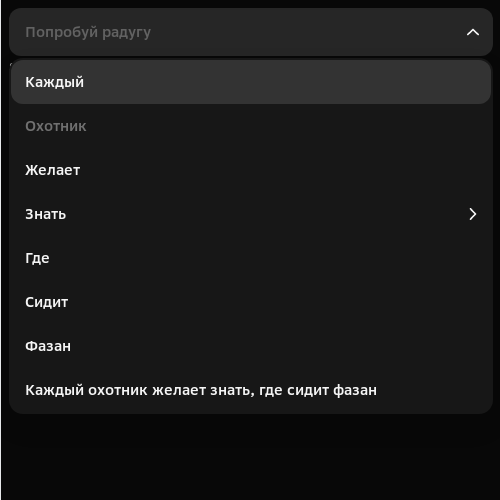 Попробуй радугу
Каждый
Охотник
Желает
Знать
Где
Сидит
Фазан
Каждый охотник желает знать, где сидит фазан